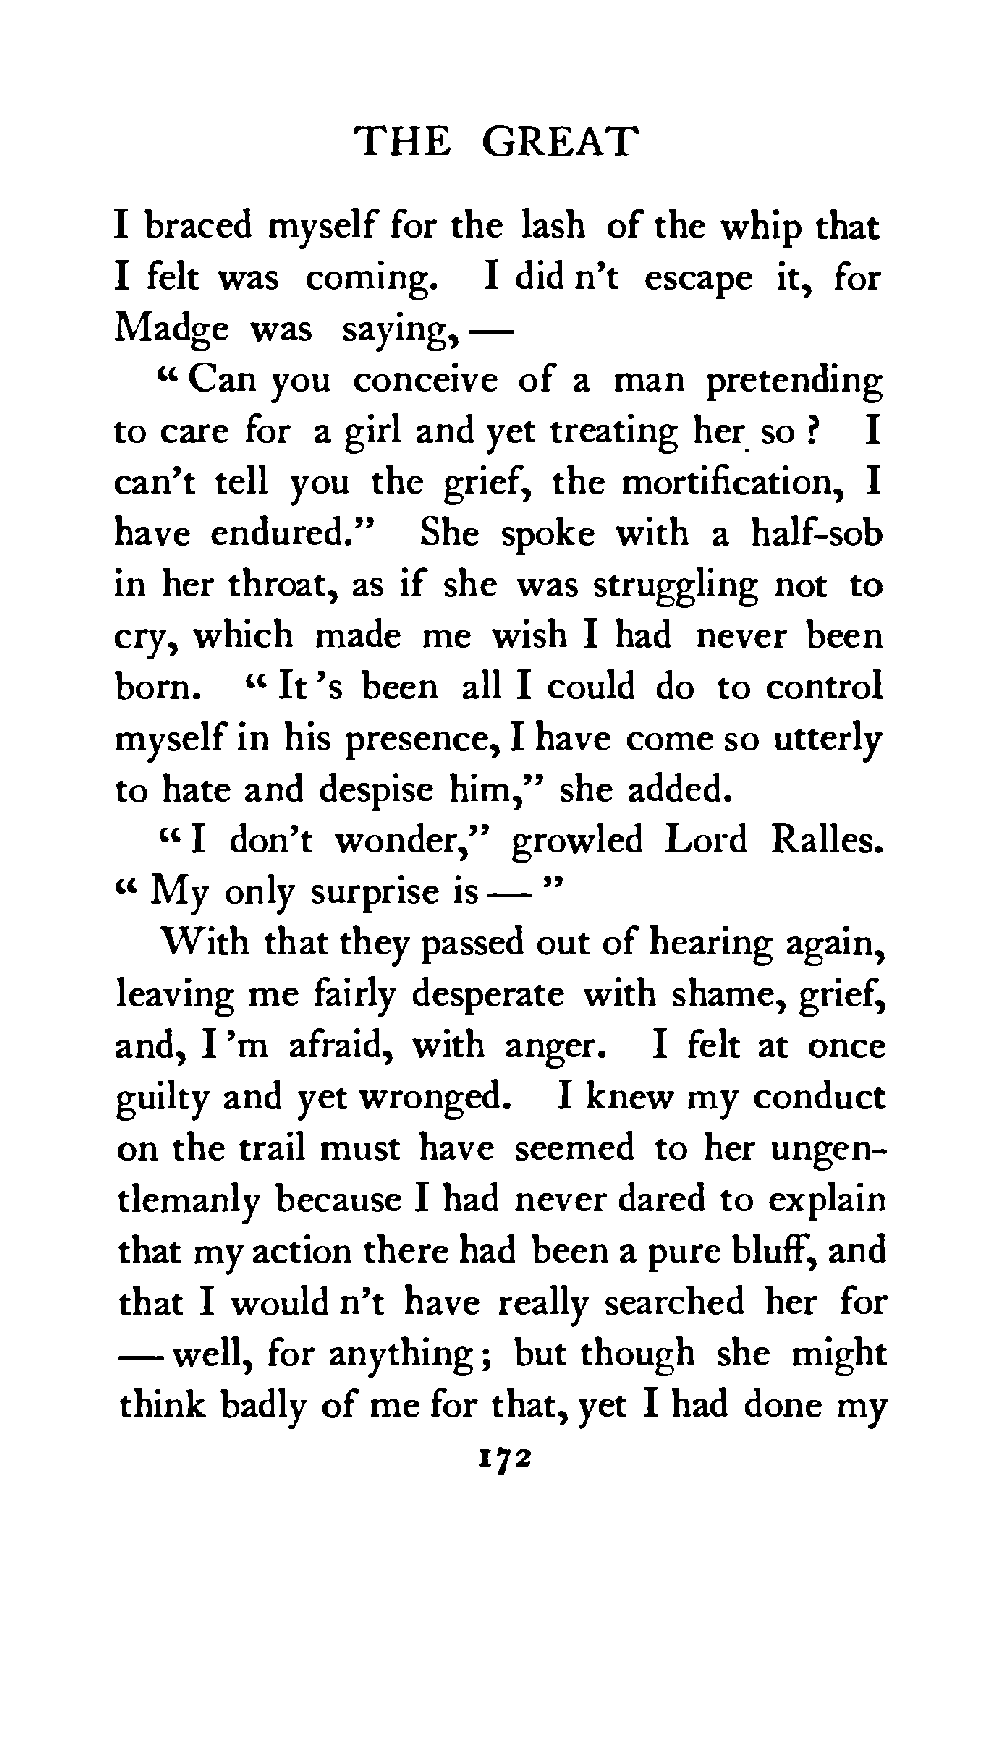 THE GREAT
I braced myself for the lash of the whip that
I felt was coming. I did n't escape it, for
Madge was saying, —
“ Can you conceive of a man pretending
to care for a girl and yet treating her so ? I
can't tell you the grief, the mortification, I
have endured.” She spoke with a half-sob
in her throat, as if she was struggling not to
cry, which made me wish I had never been
born. “ It 's been all I could do to control
myself in his presence, I have come so utterly
to hate and despise him,” she added.
“ I don't wonder,” growled Lord Ralles.
“ My only surprise is — ”
With that they passed out of hearing again,
leaving me fairly desperate with shame, grief,
and, I 'm afraid, with anger. I felt at once
guilty and yet wronged. I knew my conduct
on the trail must have seemed to her ungen-
tlemanly because I had never dared to explain
that my action there had been a pure bluff, and
that I would n't have really searched her for
— well, for anything ; but though she might
think badly of me for that, yet I had done my
172